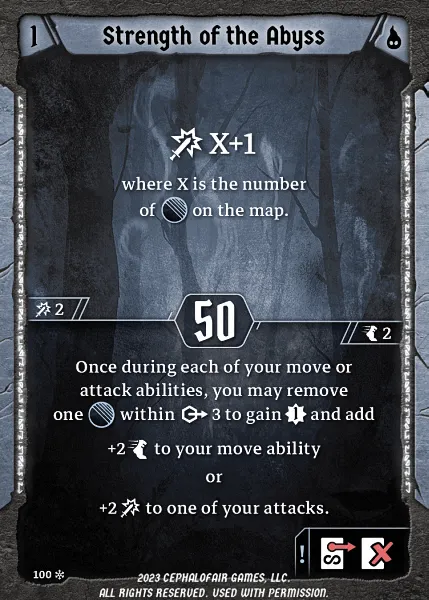 1
Strength of the Abyss
X+1
where X is the number
of on the map.
2
50
2
Once during each of your move or
attack abilities, you may remove
one within 3 to gain and add
+2 to your move ability
or
+2 to one of your attacks.
!
100
2023 CEPHALOFAIR GAMES, LLC.
ALL RIGHTS RESERVED. USED WITH PERMISSION.